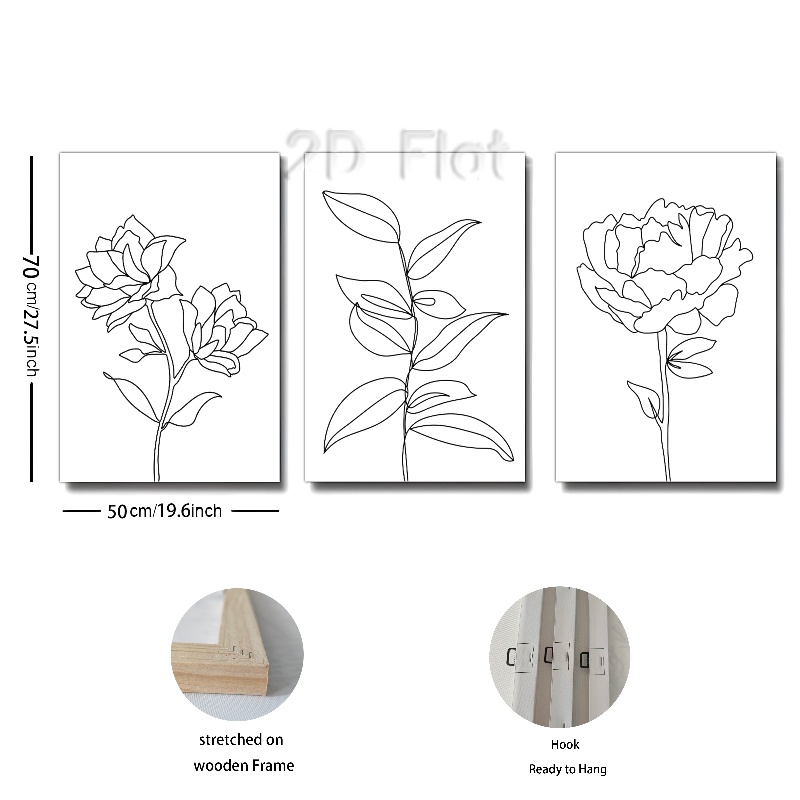 2D Flat
70 cm/27.5inch
50cm/19.6inch
stretched on
wooden Frame
Hook
Ready to Hang